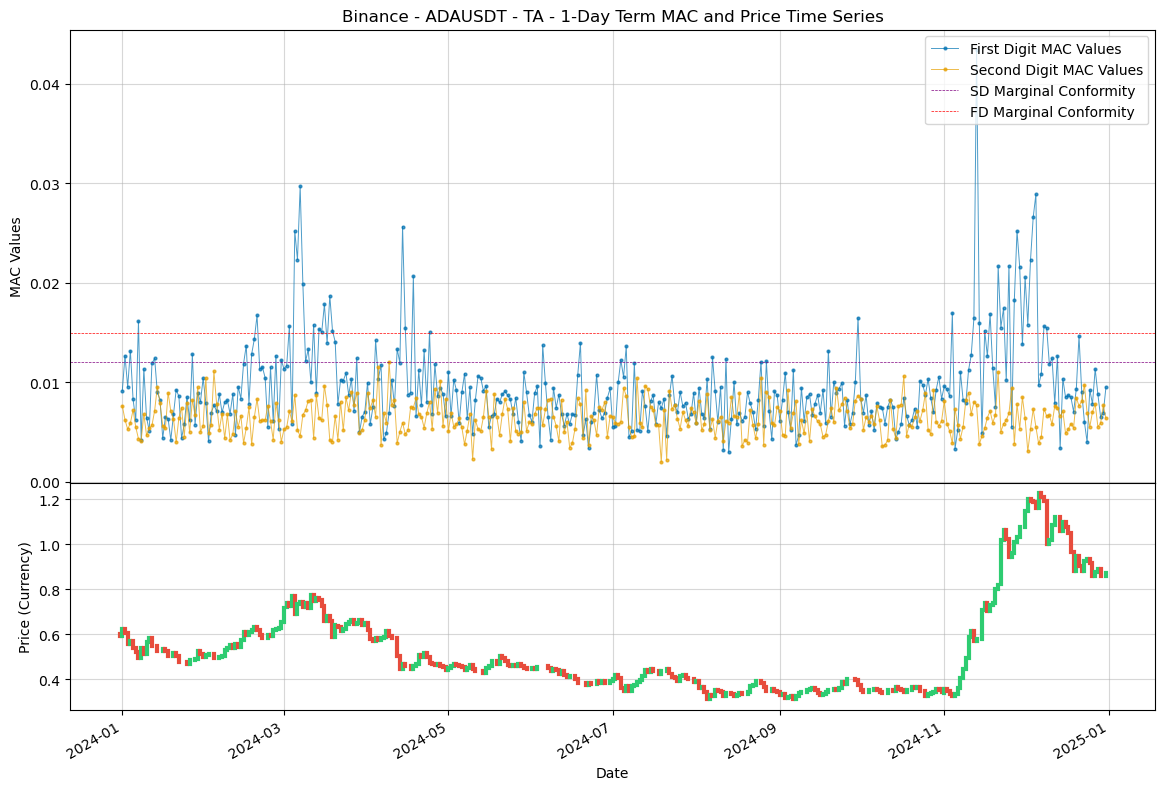 Binance - ADAUSDT - TA - 1-Day Term MAC and Price Time Series
First Digit MAC Values
Second Digit MAC Values
SD Marginal Conformity
FD Marginal Conformity
MAC Values
0.04
0.03
0.02
0.01
0.00
Price (Currency)
1.2
1.0
0.8
0.6
0.4
2024-01
2024-03
2024-05
2024-07
2024-09
2024-11
2025-01
Date